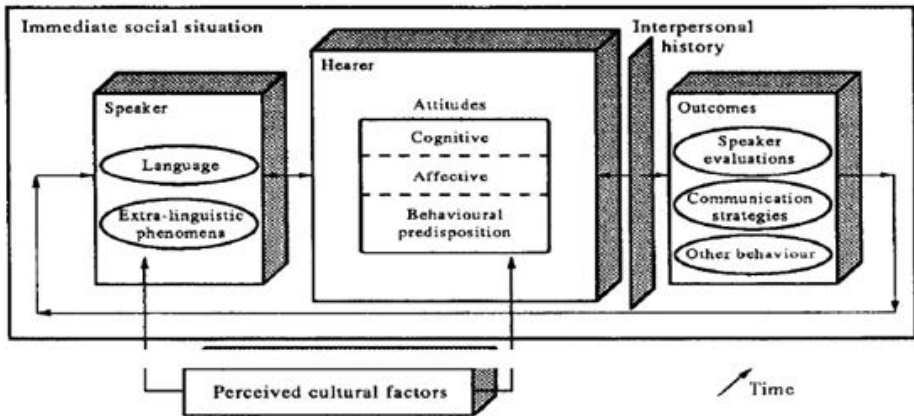 Immediate social situation
Interpersonal
history
Hearer
Speaker
Attitudes
Outcomes
Cognitive
Language
Affective
Speaker
evaluations
Extra-linguistic
phenomena
Behavioural
predisposition
Communication
strategies
Other behaviour
Perceived cultural factors
Time